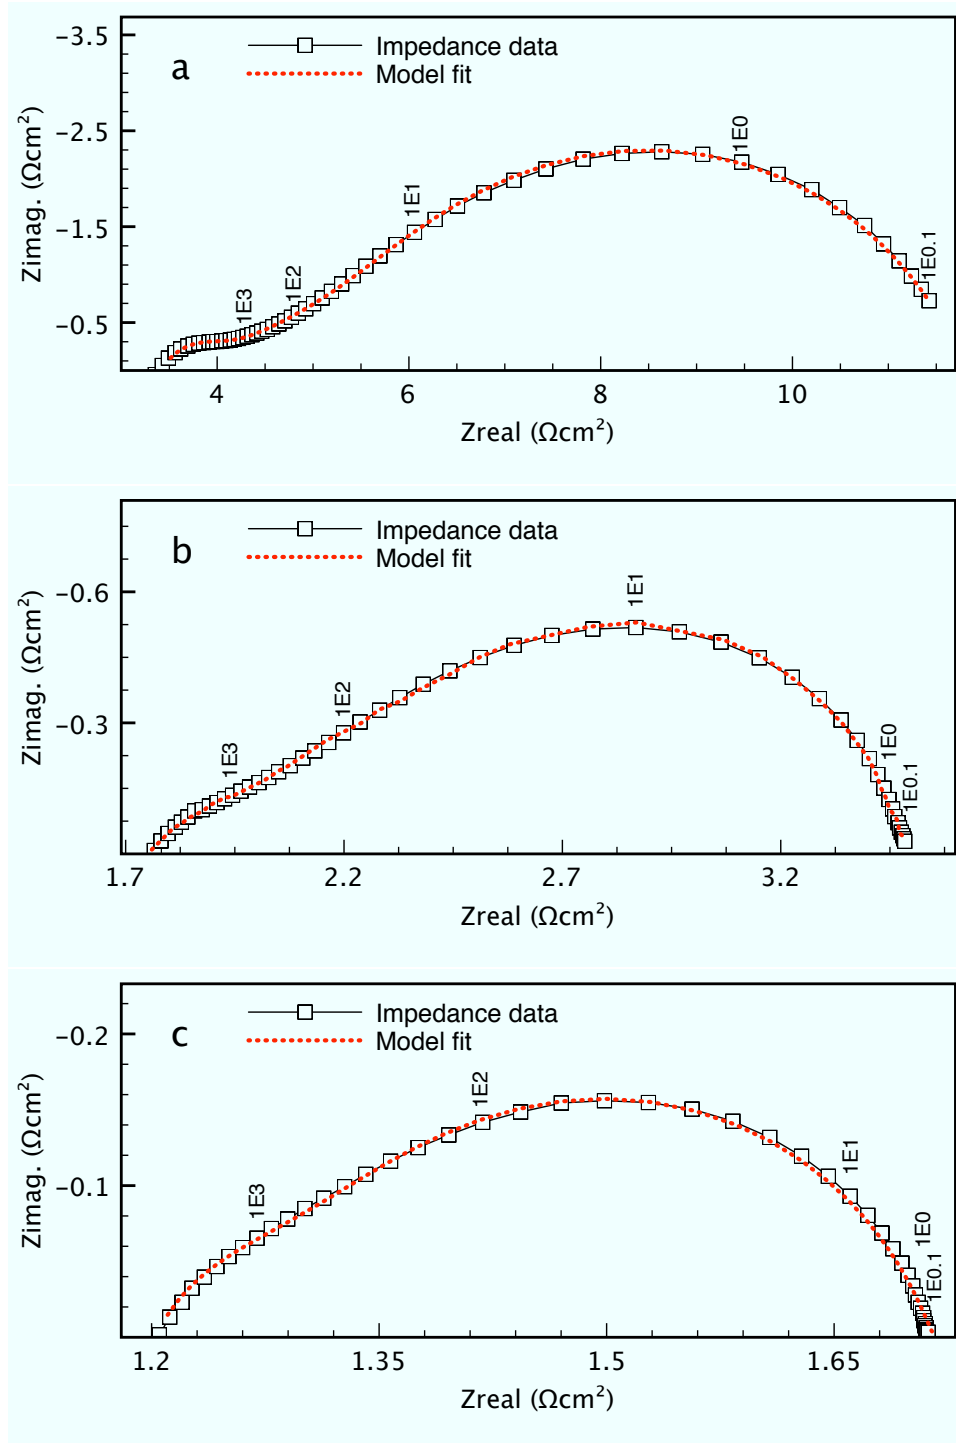 a
Impedance data
Model fit
Zimag. (Ωcm²)
-3.5
-2.5
-1.5
-0.5
1E3
1E2
1E1
1E0
1E0.1
4
6
8
10
Zreal (Ωcm²)
b
Impedance data
Model fit
Zimag. (Ωcm²)
-0.6
-0.3
1E3
1E2
1E1
1E0
1E0.1
1.7
2.2
2.7
3.2
Zreal (Ωcm²)
c
Impedance data
Model fit
Zimag. (Ωcm²)
-0.2
-0.1
1E3
1E2
1E1
1E0
1E0.1
1.2
1.35
1.5
1.65
Zreal (Ωcm²)